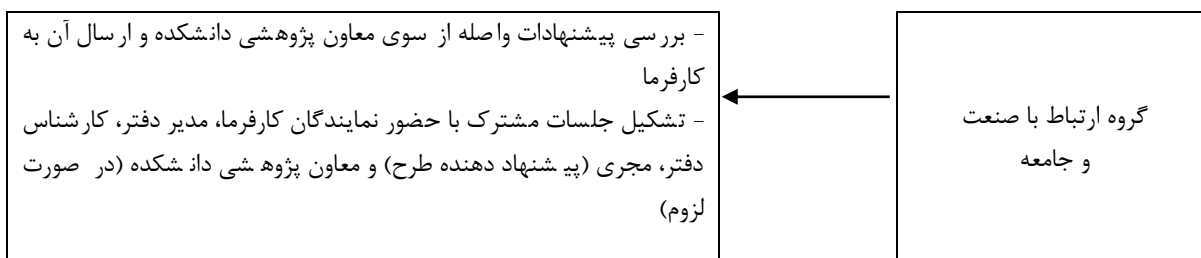 گروه ارتباط با صنعت
و جامعه
- بررسی پیشنهادات واصله از سوی معاون پژوهشی دانشکده و ارسال آن به
کارفرما
- تشکیل جلسات مشترک با حضور نمایندگان کارفرما، مدیر دفتر، کارشناس
دفتر، مجری (پیشنهاد دهنده طرح) و معاون پژوهشی دانشکده (در صورت
لزوم)